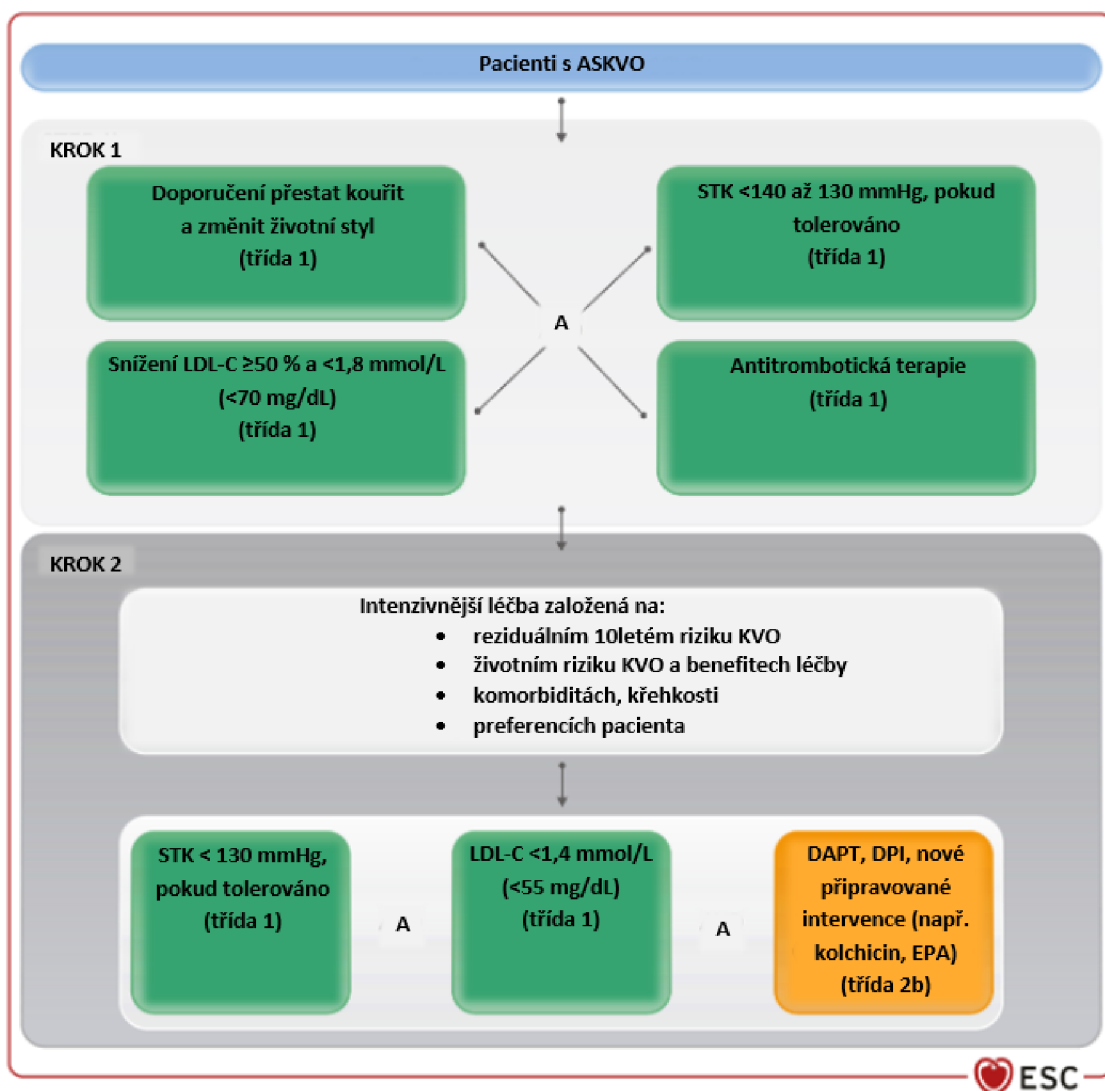 Pacienti s ASKVO
KROK 1
Doporučení přestat kouřit
a změnit životní styl
(třída 1)
STK <140 až 130 mmHg, pokud
tolerováno
(třída 1)
A
Snížení LDL-C ≥50 % a <1,8 mmol/L
(<70 mg/dL)
(třída 1)
Antitrombotická terapie
(třída 1)
KROK 2
Intenzivnější léčba založená na:
• reziduálním 10letém riziku KVO
• životním riziku KVO a benefitech léčby
• komorbiditách, křehkosti
• preferencích pacienta
STK < 130 mmHg,
pokud tolerováno
(třída 1)
A
LDL-C <1,4 mmol/L
(<55 mg/dL)
(třída 1)
A
DAPT, DPI, nové
připravované
intervence (např.
kolchicin, EPA)
(třída 2b)
ESC